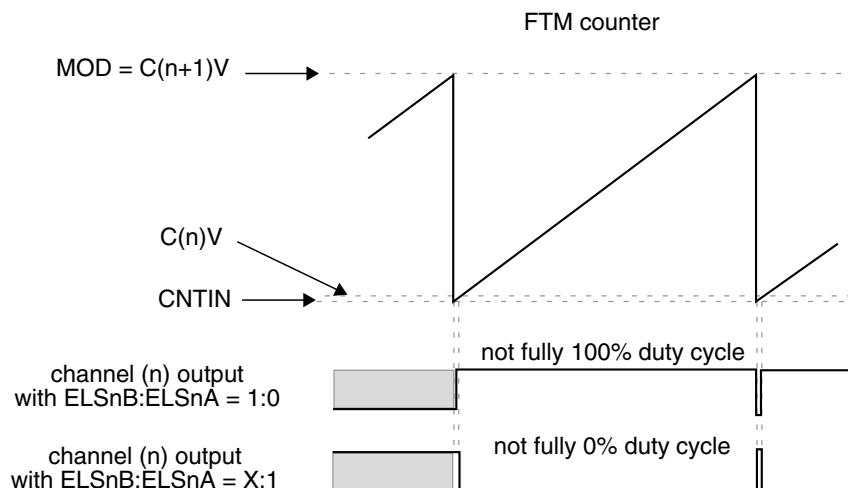 FTM counter
MOD = C(n+1)V
C(n)V
CNTIN
not fully 100% duty cycle
channel (n) output
with ELSnB:ELSnA = 1:0
not fully 0% duty cycle
channel (n) output
with ELSnB:ELSnA = X:1